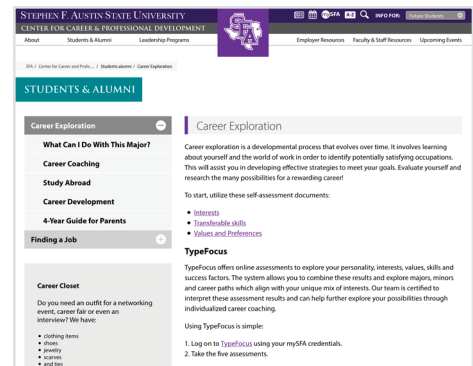 STEPHEN F. AUSTIN STATE UNIVERSITY
mySFA A-Z INFO FOR: Future Students
CENTER FOR CAREER & PROFESSIONAL DEVELOPMENT
About Students & Alumni Leadership Programs Employer Resources Faculty & Staff Resources Upcoming Events
SFA / Center for Career and Profes... / Students alumni / Career Exploration
STUDENTS & ALUMNI
Career Exploration
What Can I Do With This Major?
Career Coaching
Study Abroad
Career Development
4-Year Guide for Parents
Finding a Job
Career Closet
Do you need an outfit for a networking
event, career fair or even an
interview? We have:
• clothing items
• shoes
• jewelry
• scarves
• and ties
Career Exploration
Career exploration is a developmental process that evolves over time. It involves learning
about yourself and the world of work in order to identify potentially satisfying occupations.
This will assist you in developing effective strategies to meet your goals. Evaluate yourself and
research the many possibilities for a rewarding career!
To start, utilize these self-assessment documents:
• Interests
• Transferable skills
• Values and Preferences
TypeFocus
TypeFocus offers online assessments to explore your personality, interests, values, skills and
success factors. The system allows you to combine these results and explore majors, minors
and career paths which align with your unique mix of interests. Our team is certified to
interpret these assessment results and can help further explore your possibilities through
individualized career coaching.
Using TypeFocus is simple:
1. Log on to TypeFocus using your mySFA credentials.
2. Take the five assessments.